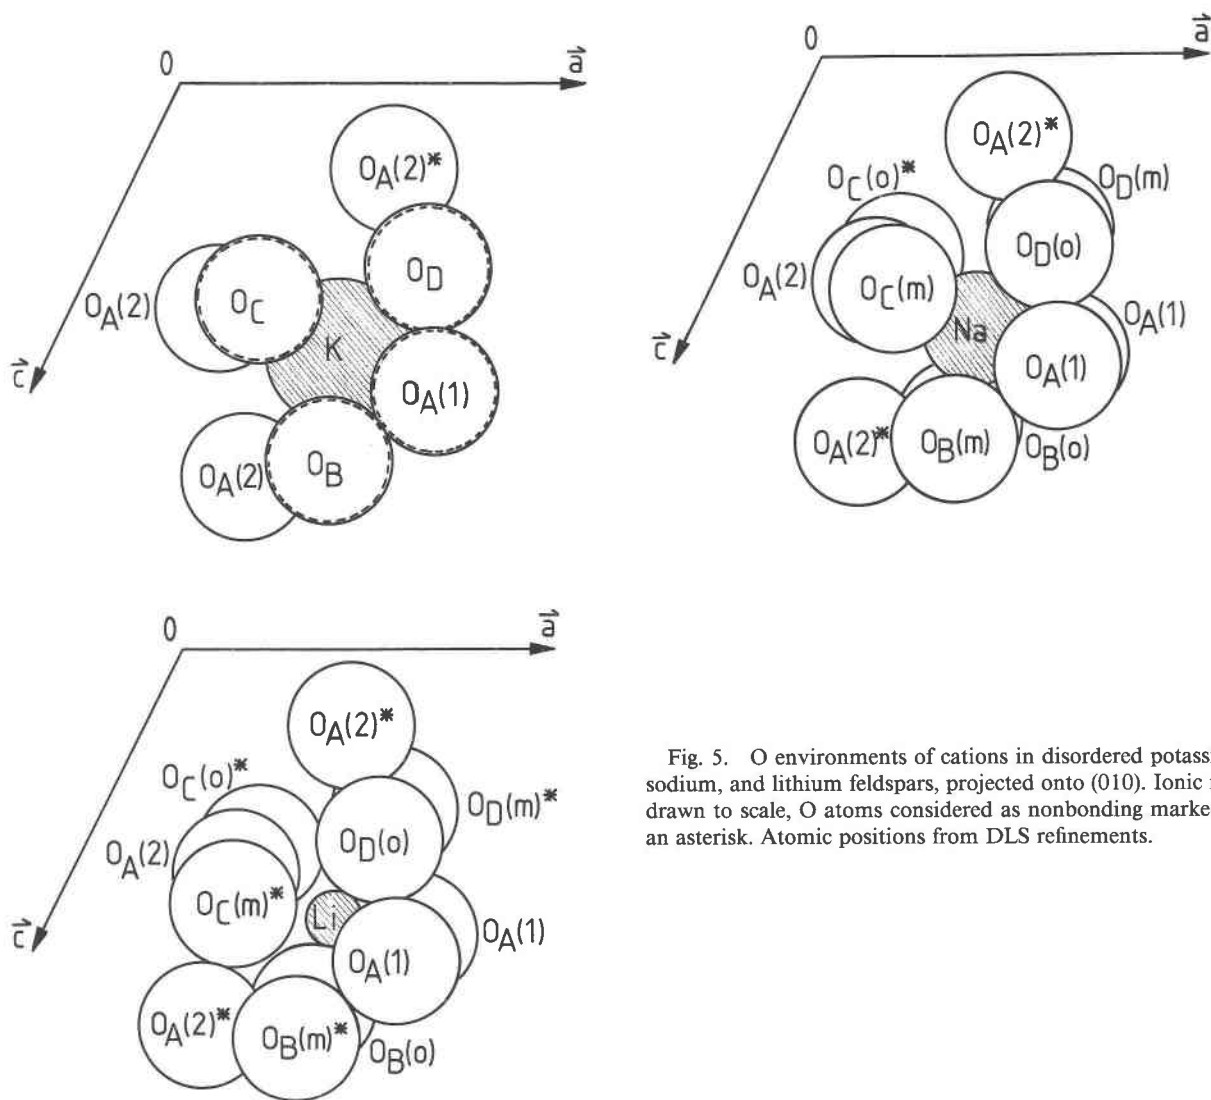 0
a
O_A(2)*
O_D
O_C
O_A(2)
K
c
O_A(1)
O_A(2)
O_B
0
a
O_A(2)*
O_C(o)*
O_D(m)
O_D(o)
O_A(2)
O_C(m)
O_A(1)
Na
c
O_A(1)
O_A(2)*
O_B(m)
O_B(o)
0
a
O_A(2)*
O_C(o)*
O_D(m)*
O_D(o)
O_A(2)
O_C(m)*
Li
c
O_A(1)
O_A(1)
O_A(2)*
O_B(m)*
O_B(o)
Fig. 5. O environments of cations in disordered potass
sodium, and lithium feldspars, projected onto (010). Ionic
drawn to scale, O atoms considered as nonbonding marke
an asterisk. Atomic positions from DLS refinements.